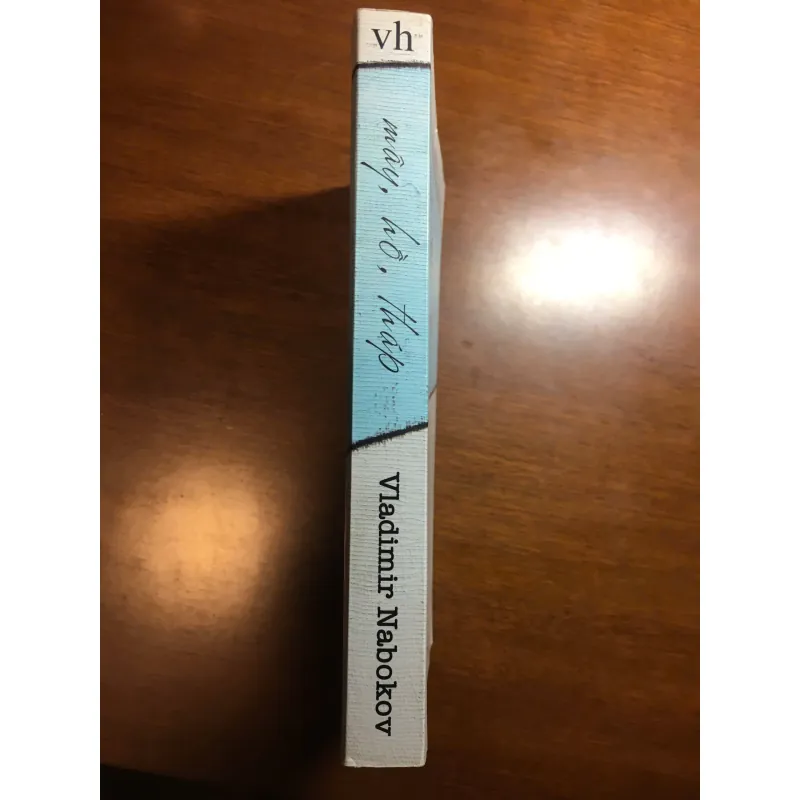 vh
mây, hồ, tháp
Vladimir Nabokov